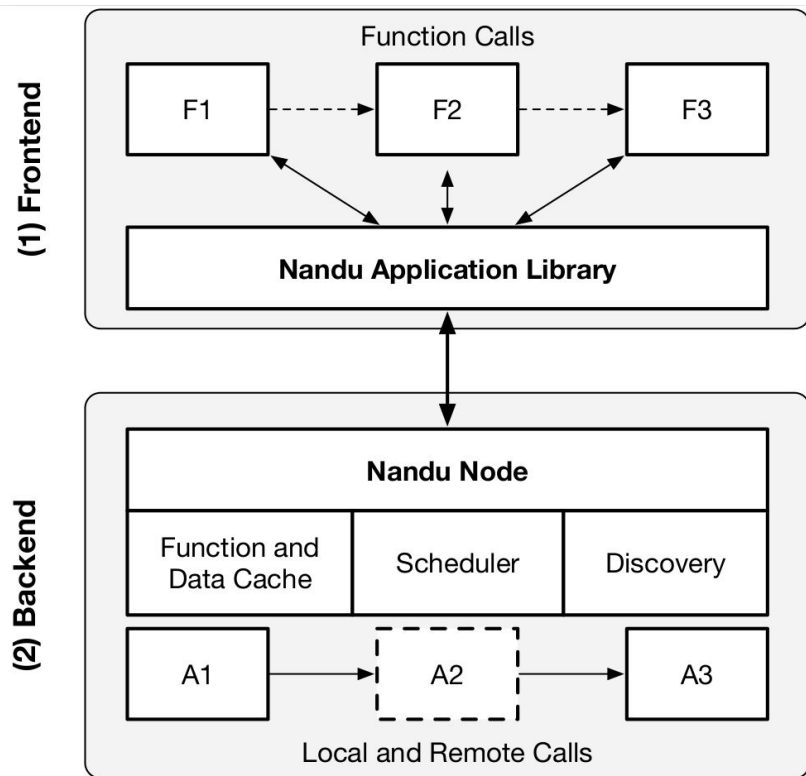 Function Calls
F1
F2
F3
(1) Frontend
Nandu Application Library
Nandu Node
Function and
Data Cache
Scheduler
Discovery
(2) Backend
A1
A2
A3
Local and Remote Calls